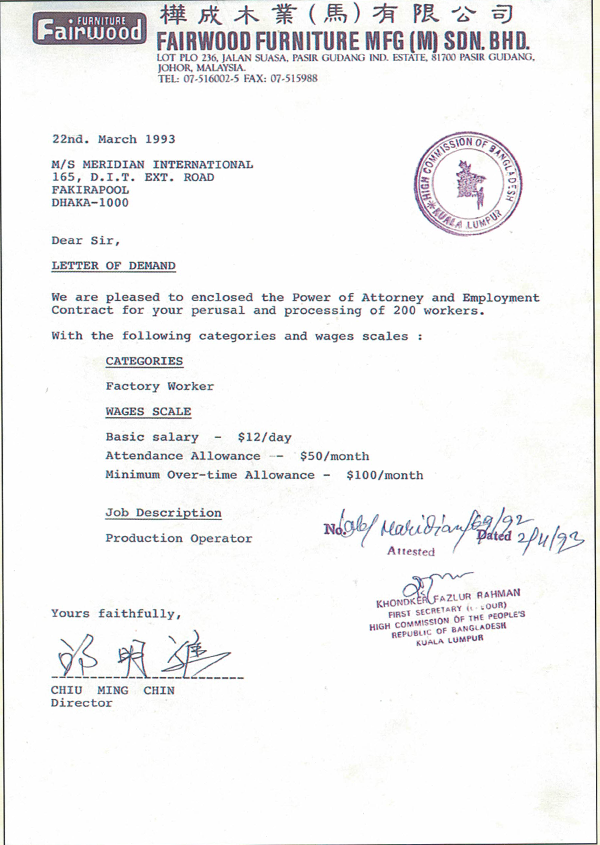 FURNITURE
Fairwood
樺成木業(馬)有限公司
FAIRWOOD FURNITURE MFG (M) SDN. BHD.
LOT PLO 236, JALAN SUASA, PASIR GUDANG IND. ESTATE, 81700 PASIR GUDANG,
JOHOR, MALAYSIA.
TEL: 07-516002-5 FAX: 07-515988
22nd. March 1993
M/S MERIDIAN INTERNATIONAL
165, D.I.T. EXT. ROAD
FAKIRAPOOL
DHAKA-1000
HIGH COMMISSION OF BANGLADESH
KUALA LUMPUR
Dear Sir,
LETTER OF DEMAND
We are pleased to enclosed the Power of Attorney and Employment
Contract for your perusal and processing of 200 workers.
With the following categories and wages scales :
CATEGORIES
Factory Worker
WAGES SCALE
Basic salary - $12/day
Attendance Allowance -- $50/month
Minimum Over-time Allowance - $100/month
Job Description
Production Operator
No. Meridian/69/92 Dated 2/4/93
Attested
KHONDKER FAZLUR RAHMAN
FIRST SECRETARY
HIGH COMMISSION OF THE PEOPLE'S
REPUBLIC OF BANGLADESH
KUALA LUMPUR
Yours faithfully,
邱明進
CHIU MING CHIN
Director